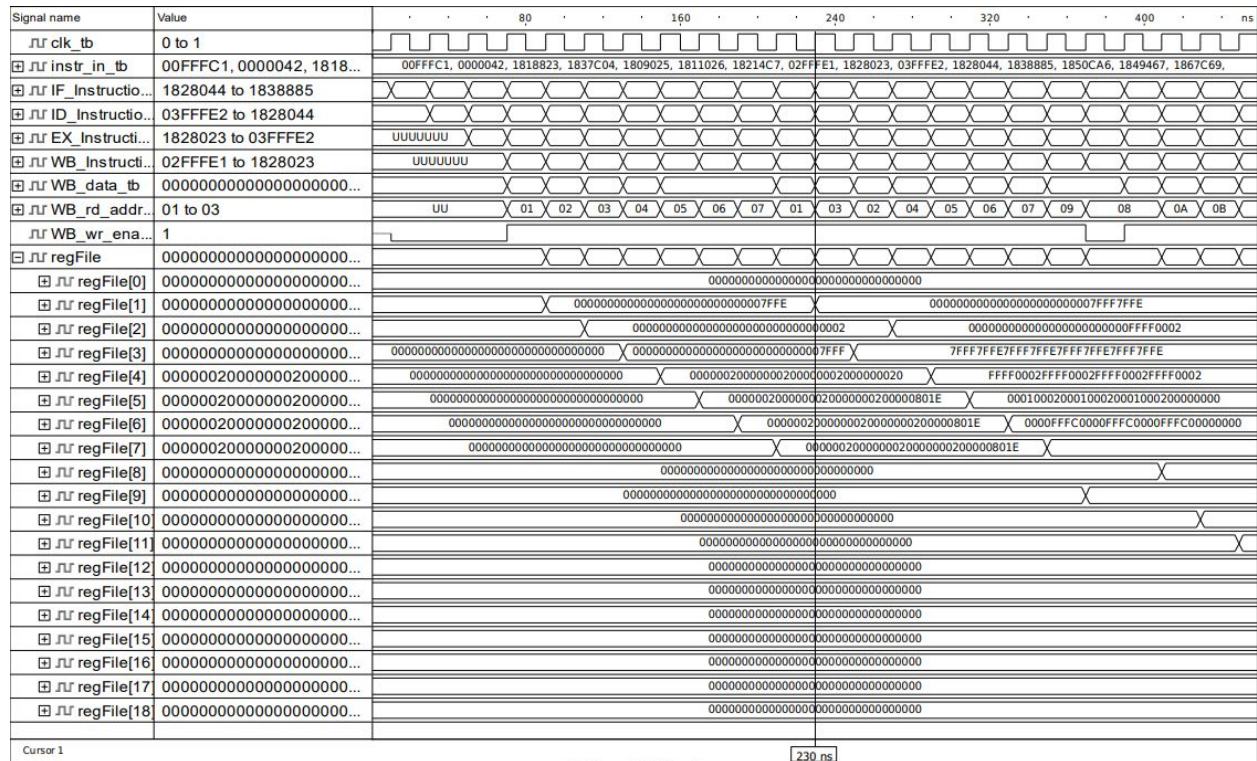 Signal name Value 80 160 240 320 400 ns
clk_tb 0 to 1
instr_in_tb 00FFFC1, 0000042, 1818... 00FFFC1, 0000042, 1818823, 1837C04, 1809025, 1811026, 18214C7, 02FFFE1, 1828023, 03FFFE2, 1828044, 1838885, 1850CA6, 1849467, 1867C69,
IF_Instructio... 1828044 to 1838885
ID_Instructio... 03FFFE2 to 1828044
EX_Instructi... 1828023 to 03FFFE2 UUUUUUU
WB_Instructi... 02FFFE1 to 1828023 UUUUUUU
WB_data_tb 00000000000000000000...
WB_rd_addr... 01 to 03 UU 01 02 03 04 05 06 07 01 03 02 04 05 06 07 09 08 0A 0B
WB_wr_ena... 1
regFile 00000000000000000000...
regFile[0] 00000000000000000000... 00000000000000000000000000000000
regFile[1] 00000000000000000000... 00000000000000000000000000007FFE 0000000000000000000000007FFF7FFE
regFile[2] 00000000000000000000... 00000000000000000000000000000002 000000000000000000000000FFFF0002
regFile[3] 00000000000000000000... 00000000000000000000000000000000 00000000000000000000000000007FFF 7FFF7FFE7FFF7FFE7FFF7FFE7FFF7FFE
regFile[4] 00000020000000200000... 00000000000000000000000000000000 00000020000000200000002000000020 FFFF0002FFFF0002FFFF0002FFFF0002
regFile[5] 00000020000000200000... 00000000000000000000000000000000 0000002000000020000000200000801E 00010002000100020001000200000000
regFile[6] 00000020000000200000... 00000000000000000000000000000000 0000002000000020000000200000801E 0000FFFC0000FFFC0000FFFC00000000
regFile[7] 00000020000000200000... 00000000000000000000000000000000 0000002000000020000000200000801E
regFile[8] 00000000000000000000... 00000000000000000000000000000000
regFile[9] 00000000000000000000... 00000000000000000000000000000000
regFile[10] 00000000000000000000... 00000000000000000000000000000000
regFile[11] 00000000000000000000... 00000000000000000000000000000000
regFile[12] 00000000000000000000... 00000000000000000000000000000000
regFile[13] 00000000000000000000... 00000000000000000000000000000000
regFile[14] 00000000000000000000... 00000000000000000000000000000000
regFile[15] 00000000000000000000... 00000000000000000000000000000000
regFile[16] 00000000000000000000... 00000000000000000000000000000000
regFile[17] 00000000000000000000... 00000000000000000000000000000000
regFile[18] 00000000000000000000... 00000000000000000000000000000000
Cursor 1 230 ns